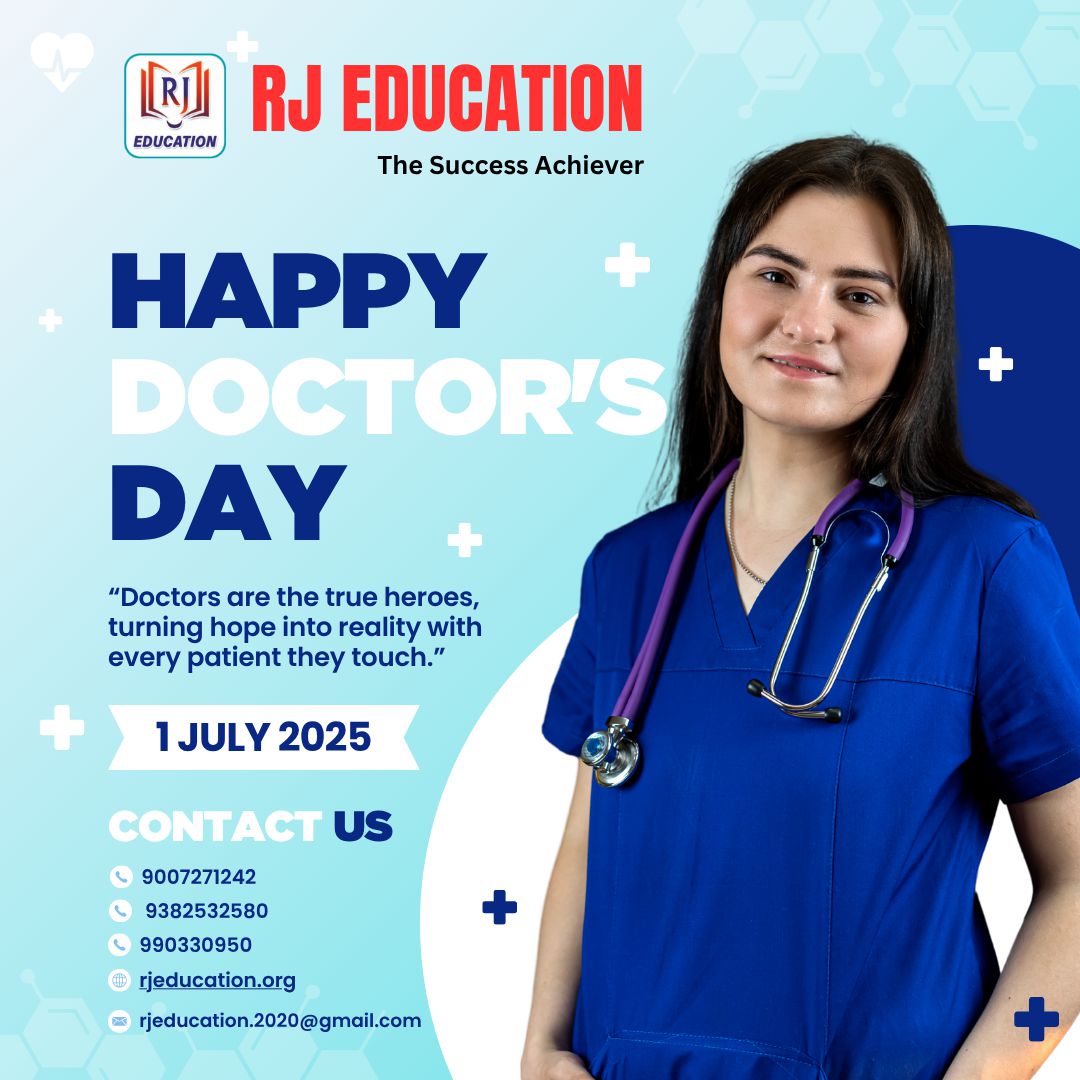 RJ
EDUCATION
RJ EDUCATION
The Success Achiever
HAPPY
DOCTOR'S
DAY
“Doctors are the true heroes,
turning hope into reality with
every patient they touch.”
1 JULY 2025
CONTACT US
9007271242
9382532580
990330950
rjeducation.org
rjeducation.2020@gmail.com